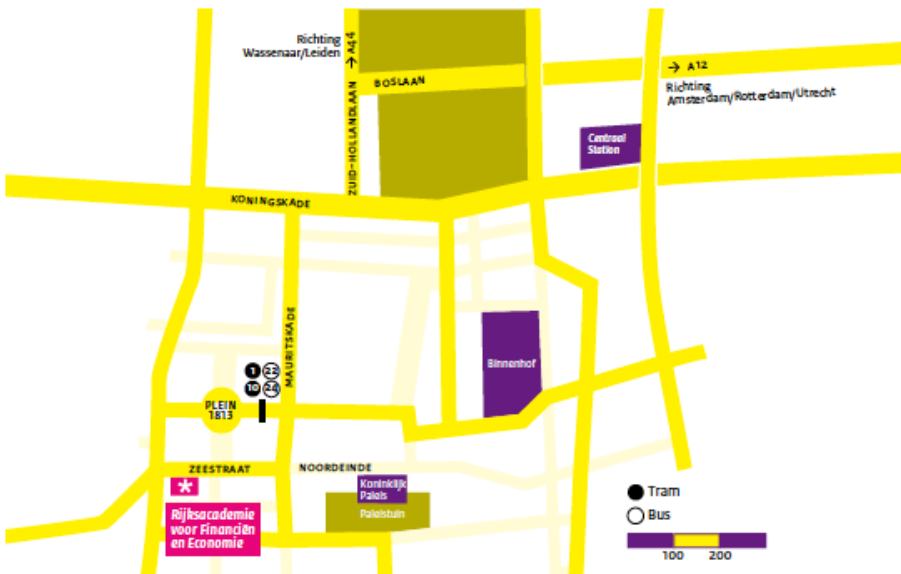 Richting
Wassenaar/Leiden
→ A44
ZUID-HOLLANDLAAN
BOSLAAN
→ A12
Richting
Amsterdam/Rotterdam/Utrecht
Centraal
Station
KONINGSKADE
MAURITSKADE
1 22
10 24
PLEIN
1813
Binnenhof
ZEESTRAAT
NOORDEINDE
Koninklijk
Paleis
Paleistuin
*
Rijksacademie
voor Financiën
en Economie
Tram
Bus
100 200